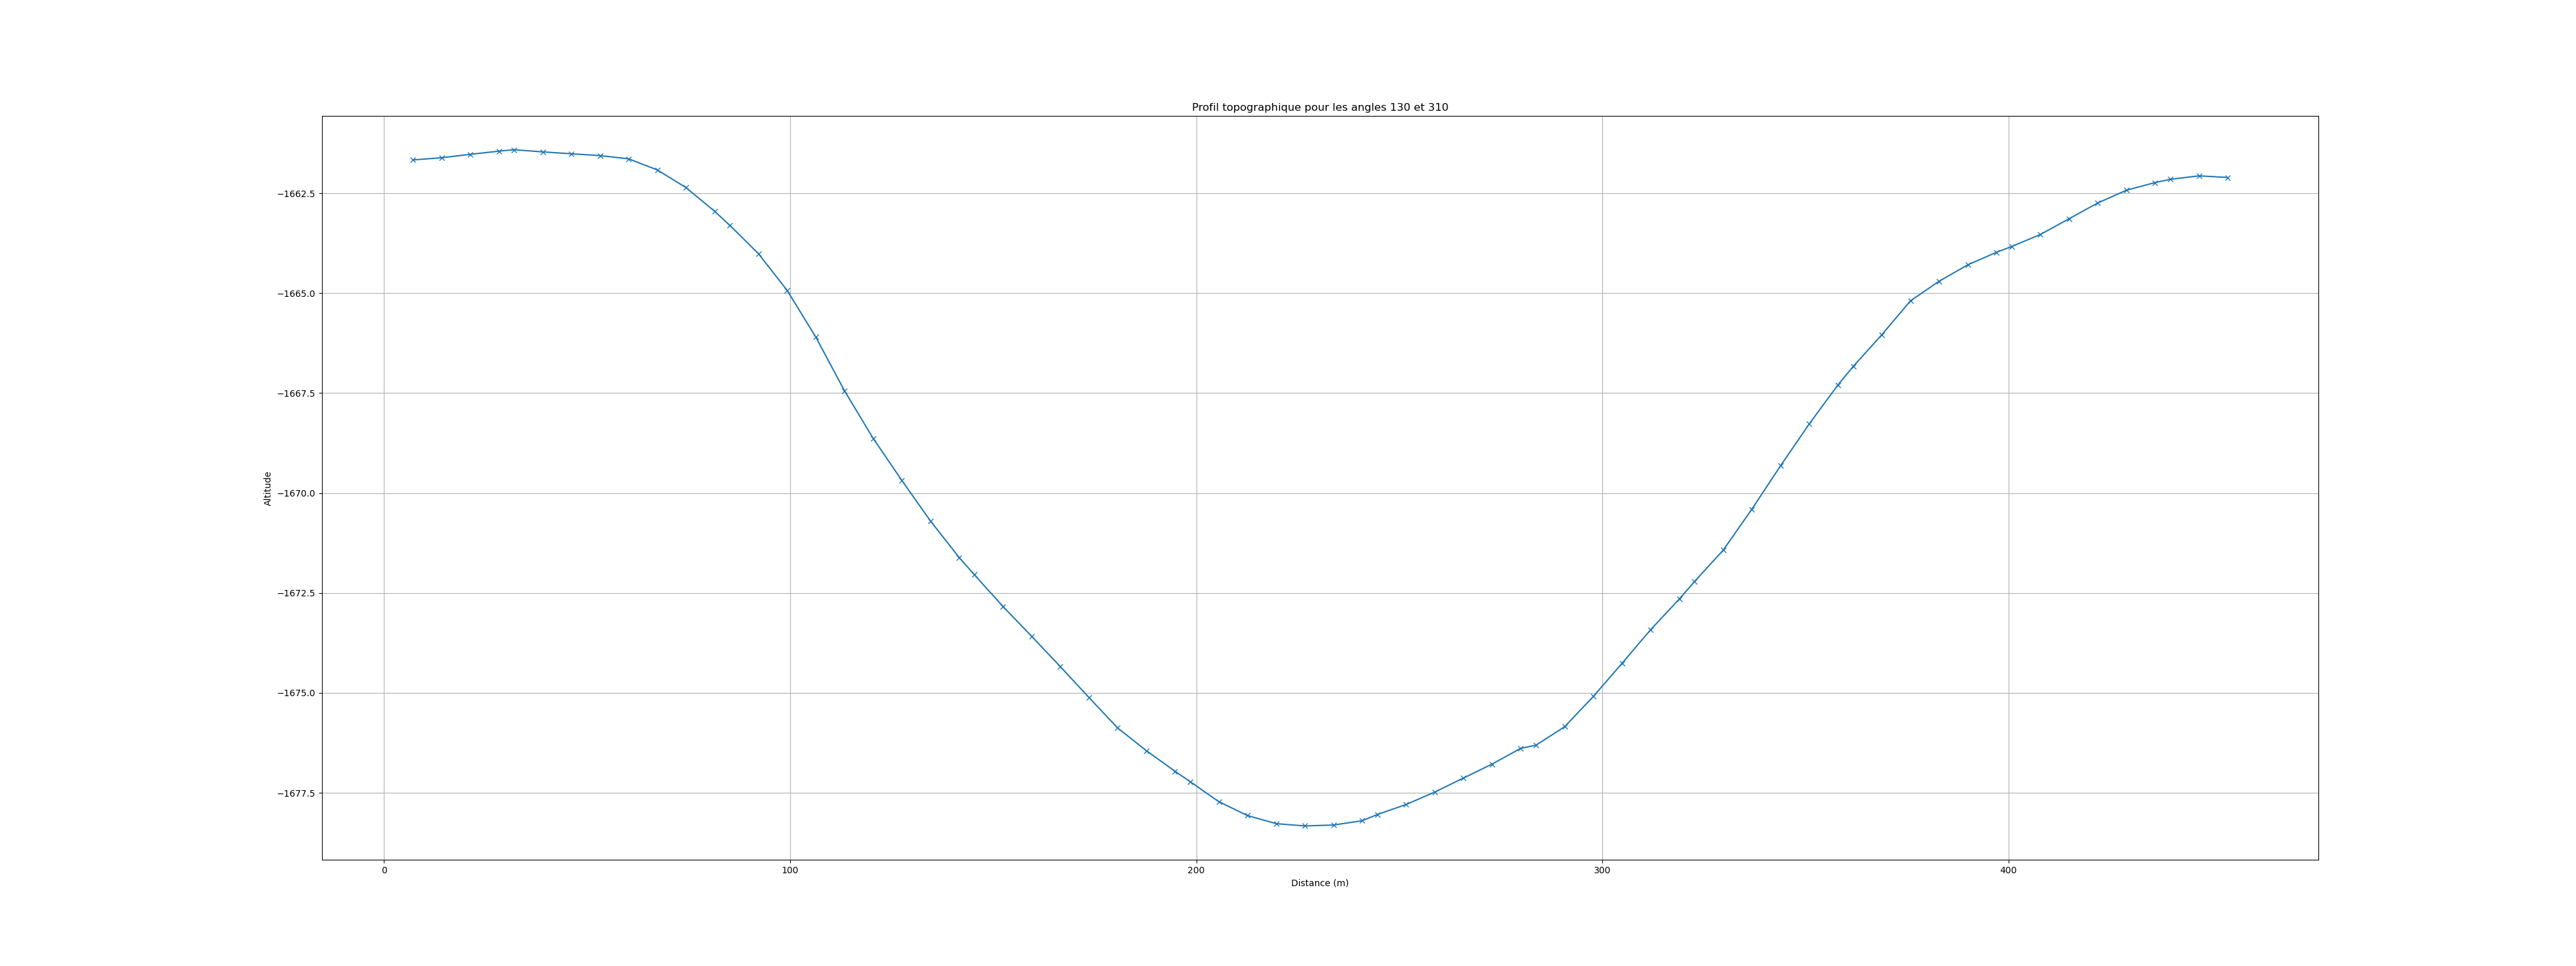 Profil topographique pour les angles 130 et 310
Altitude
−1662.5
−1665.0
−1667.5
−1670.0
−1672.5
−1675.0
−1677.5
0 100 200 300 400
Distance (m)